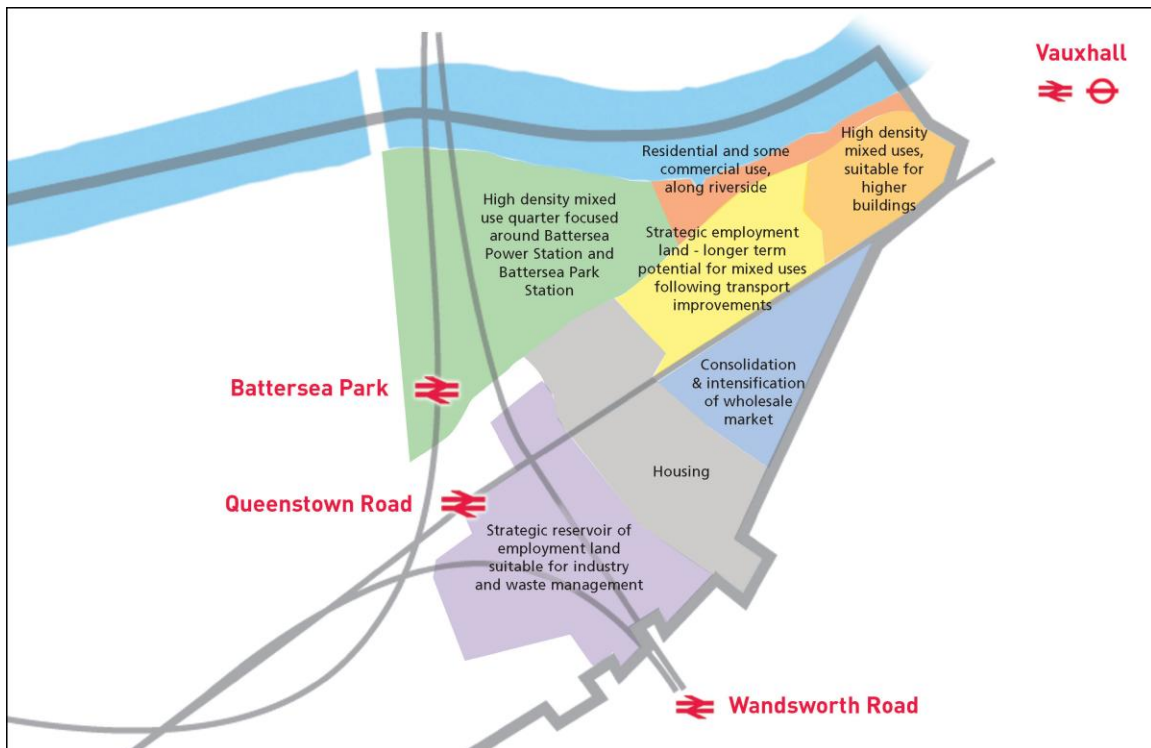 Vauxhall
Residential and some
commercial use,
along riverside
High density
mixed uses,
suitable for
higher
buildings
High density mixed
use quarter focused
around Battersea
Power Station and
Battersea Park
Station
Strategic employment
land - longer term
potential for mixed uses
following transport
improvements
Battersea Park
Consolidation
& intensification
of wholesale
market
Housing
Queenstown Road
Strategic reservoir of
employment land
suitable for industry
and waste management
Wandsworth Road